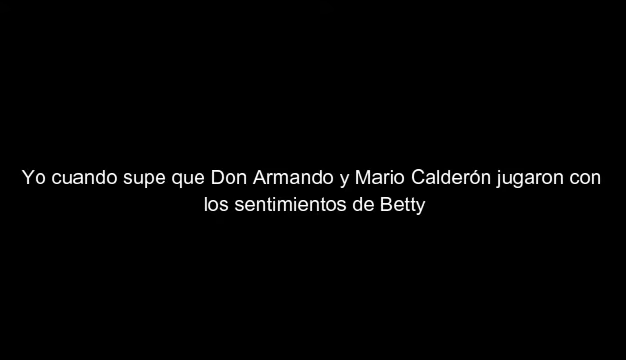 Yo cuando supe que Don Armando y Mario Calderón jugaron con
los sentimientos de Betty